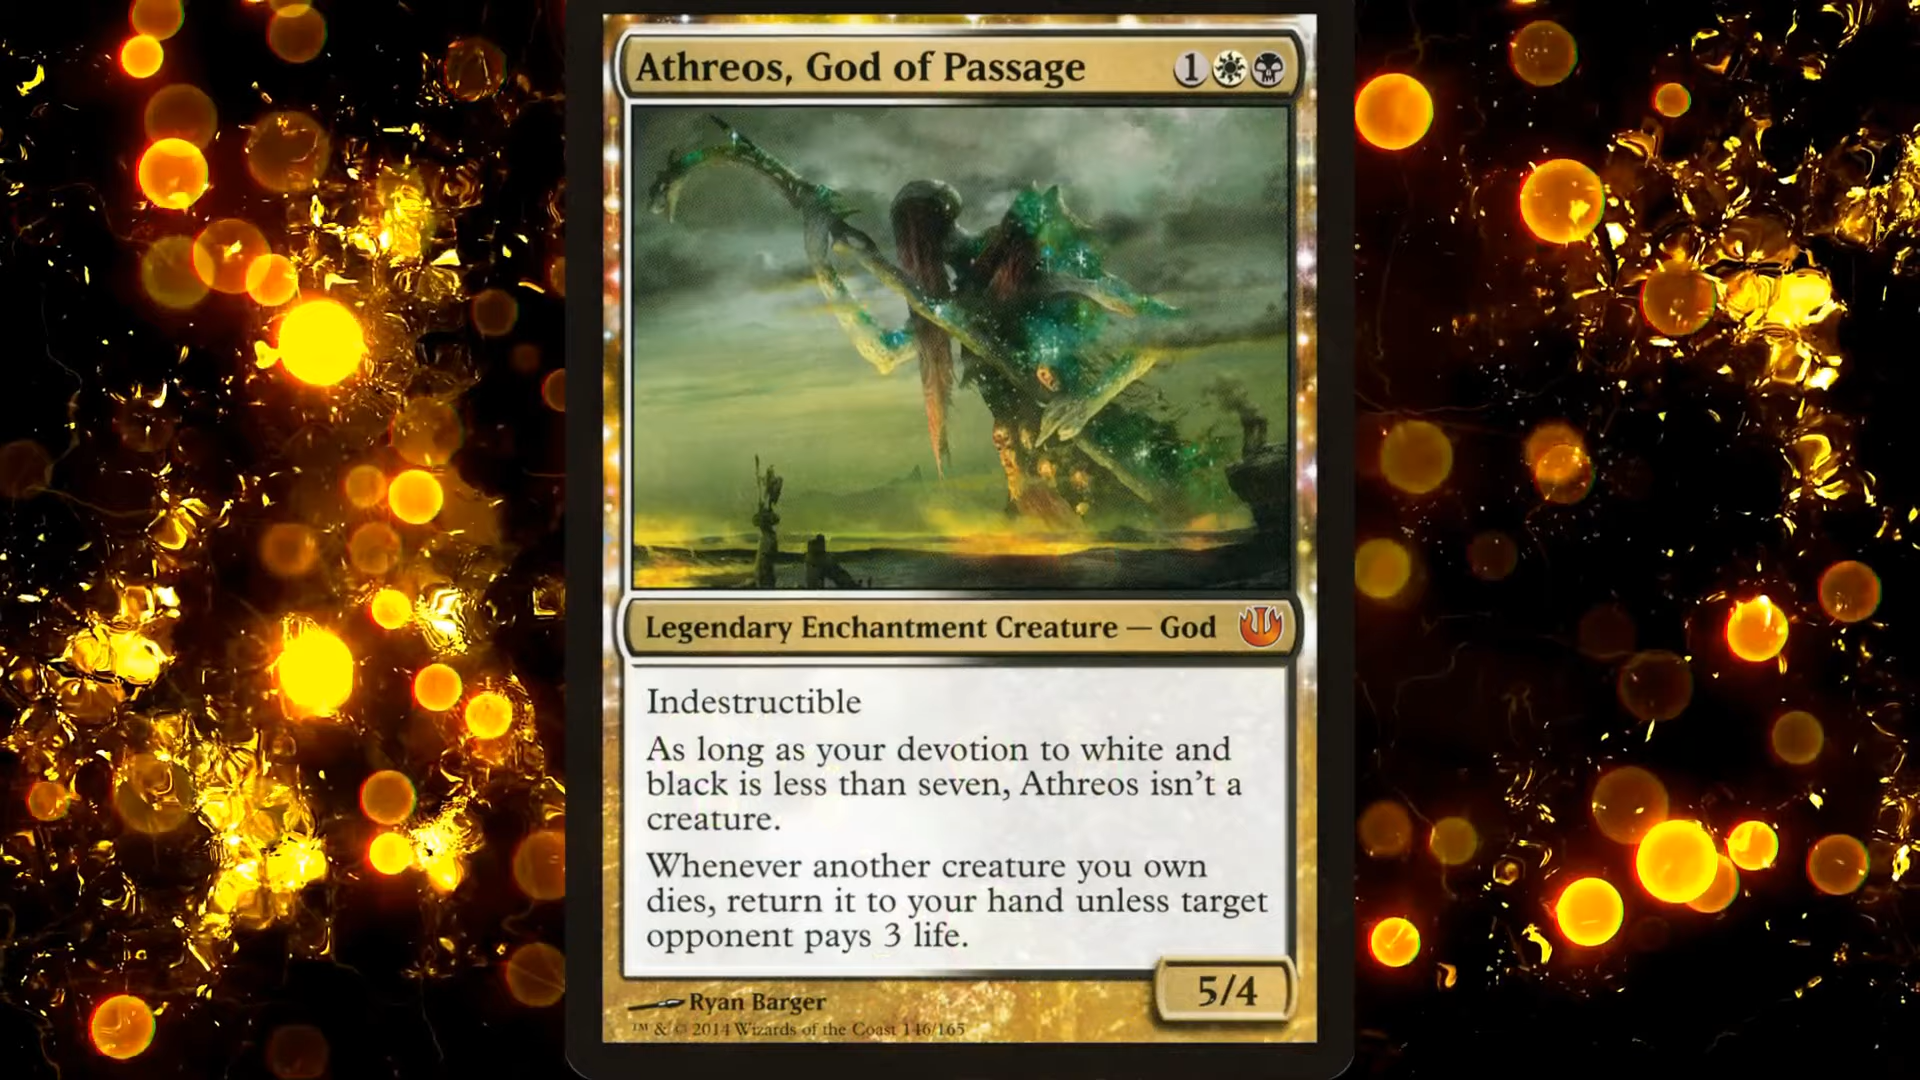 Athreos, God of Passage 1
Legendary Enchantment Creature — God
Indestructible
As long as your devotion to white and
black is less than seven, Athreos isn't a
creature.
Whenever another creature you own
dies, return it to your hand unless target
opponent pays 3 life.
5/4
Ryan Barger
™ & © 2014 Wizards of the Coast 146/165